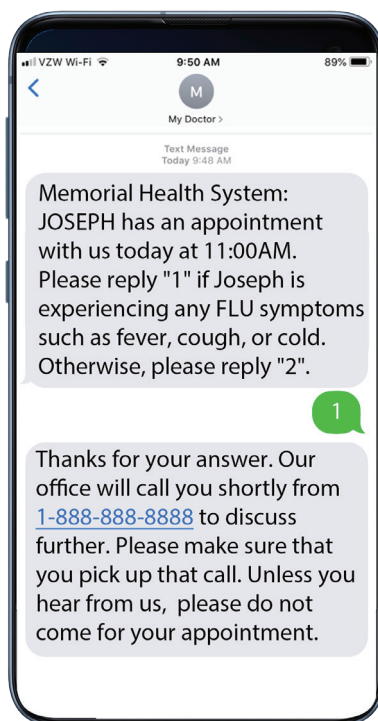 VZW Wi-Fi 9:50 AM 89%
M
My Doctor >
Text Message
Today 9:48 AM
Memorial Health System:
JOSEPH has an appointment
with us today at 11:00AM.
Please reply "1" if Joseph is
experiencing any FLU symptoms
such as fever, cough, or cold.
Otherwise, please reply "2".
1
Thanks for your answer. Our
office will call you shortly from
1-888-888-8888 to discuss
further. Please make sure that
you pick up that call. Unless you
hear from us, please do not
come for your appointment.